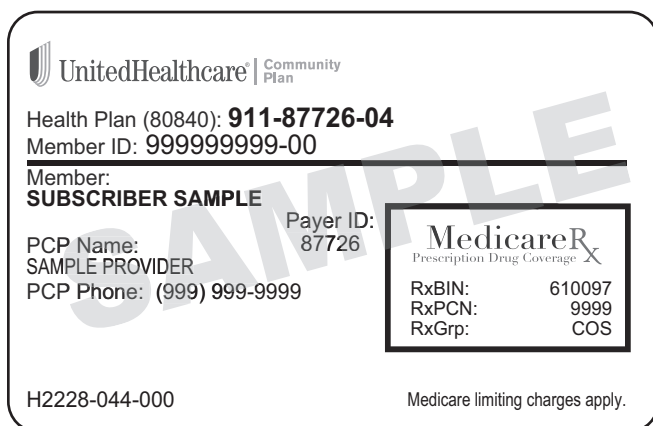 UnitedHealthcare® | Community Plan
Health Plan (80840): 911-87726-04
Member ID: 999999999-00
Member:
SUBSCRIBER SAMPLE
Payer ID:
87726
PCP Name:
SAMPLE PROVIDER
PCP Phone: (999) 999-9999
MedicareRx
Prescription Drug Coverage
RxBIN: 610097
RxPCN: 9999
RxGrp: COS
H2228-044-000
Medicare limiting charges apply.
SAMPLE